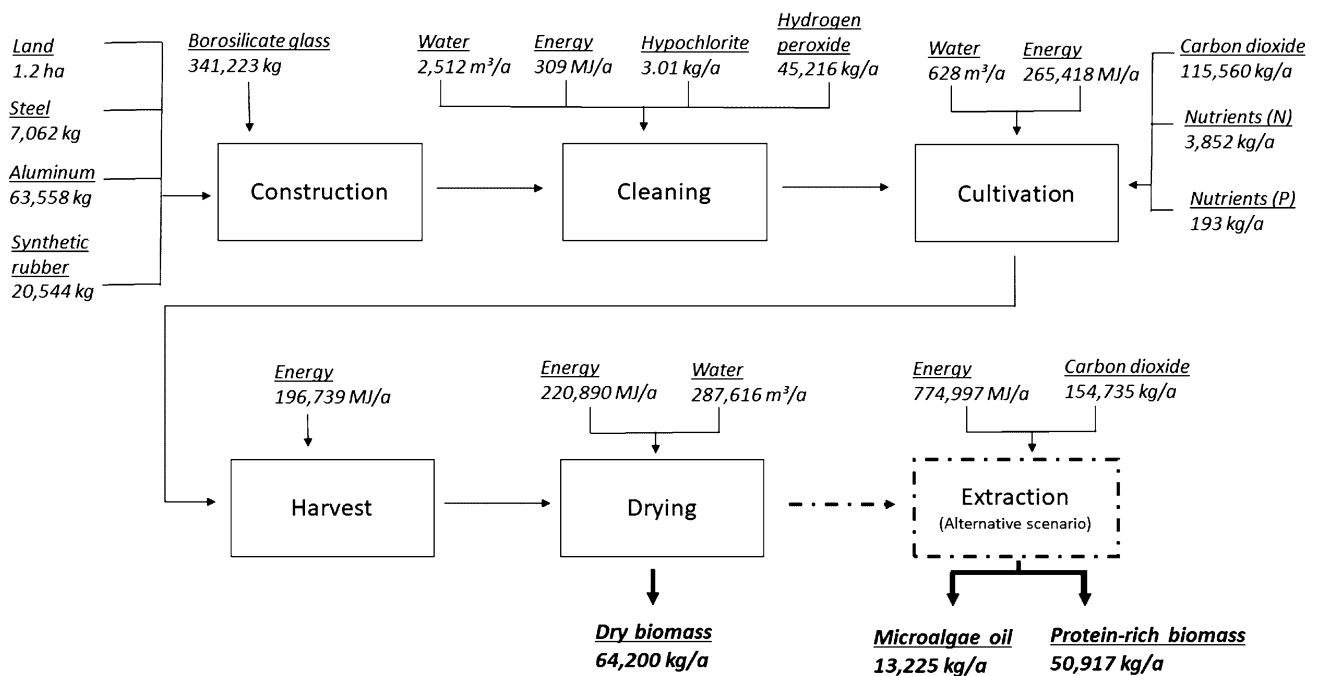 Land
1.2 ha
Steel
7,062 kg
Aluminum
63,558 kg
Synthetic
rubber
20,544 kg
Borosilicate glass
341,223 kg
Construction
Water
2,512 m³/a
Energy
309 MJ/a
Hypochlorite
3.01 kg/a
Hydrogen
peroxide
45,216 kg/a
Cleaning
Water
628 m³/a
Energy
265,418 MJ/a
Carbon dioxide
115,560 kg/a
Nutrients (N)
3,852 kg/a
Nutrients (P)
193 kg/a
Cultivation
Energy
196,739 MJ/a
Harvest
Energy
220,890 MJ/a
Water
287,616 m³/a
Drying
Energy
774,997 MJ/a
Carbon dioxide
154,735 kg/a
Extraction
(Alternative scenario)
Dry biomass
64,200 kg/a
Microalgae oil
13,225 kg/a
Protein-rich biomass
50,917 kg/a